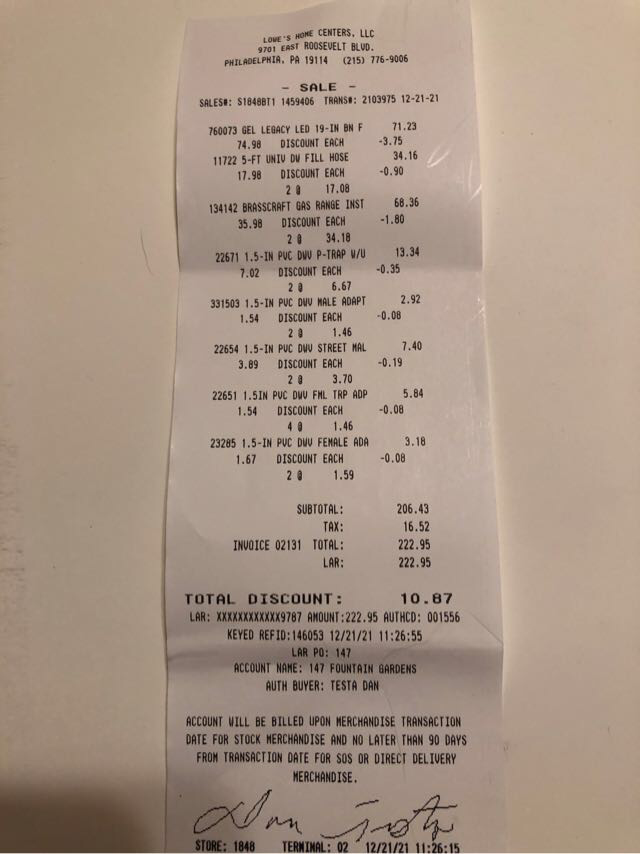 LOWE'S HOME CENTERS, LLC
9701 EAST ROOSEVELT BLVD.
PHILADELPHIA, PA 19114 (215) 776-9006
- SALE -
SALES#: S1848BT1 1459406 TRANS#: 2103975 12-21-21
760073 GEL LEGACY LED 19-IN BN F 71.23
74.98 DISCOUNT EACH -3.75
11722 5-FT UNIV DW FILL HOSE 34.16
17.98 DISCOUNT EACH -0.90
2 @ 17.08
134142 BRASSCRAFT GAS RANGE INST 68.36
35.98 DISCOUNT EACH -1.80
2 @ 34.18
22671 1.5-IN PVC DWV P-TRAP W/U 13.34
7.02 DISCOUNT EACH -0.35
2 @ 6.67
331503 1.5-IN PVC DWV MALE ADAPT 2.92
1.54 DISCOUNT EACH -0.08
2 @ 1.46
22654 1.5-IN PVC DWV STREET MAL 7.40
3.89 DISCOUNT EACH -0.19
2 @ 3.70
22651 1.5IN PVC DWV FML TRP ADP 5.84
1.54 DISCOUNT EACH -0.08
4 @ 1.46
23285 1.5-IN PVC DWV FEMALE ADA 3.18
1.67 DISCOUNT EACH -0.08
2 @ 1.59
SUBTOTAL: 206.43
TAX: 16.52
INVOICE 02131 TOTAL: 222.95
LAR: 222.95
TOTAL DISCOUNT: 10.87
LAR: XXXXXXXXXXXX9787 AMOUNT:222.95 AUTHCD: 001556
KEYED REFID:146053 12/21/21 11:26:55
LAR PO: 147
ACCOUNT NAME: 147 FOUNTAIN GARDENS
AUTH BUYER: TESTA DAN
ACCOUNT WILL BE BILLED UPON MERCHANDISE TRANSACTION
DATE FOR STOCK MERCHANDISE AND NO LATER THAN 90 DAYS
FROM TRANSACTION DATE FOR SOS OR DIRECT DELIVERY
MERCHANDISE.
Dan Testa
STORE: 1848 TERMINAL: 02 12/21/21 11:26:15